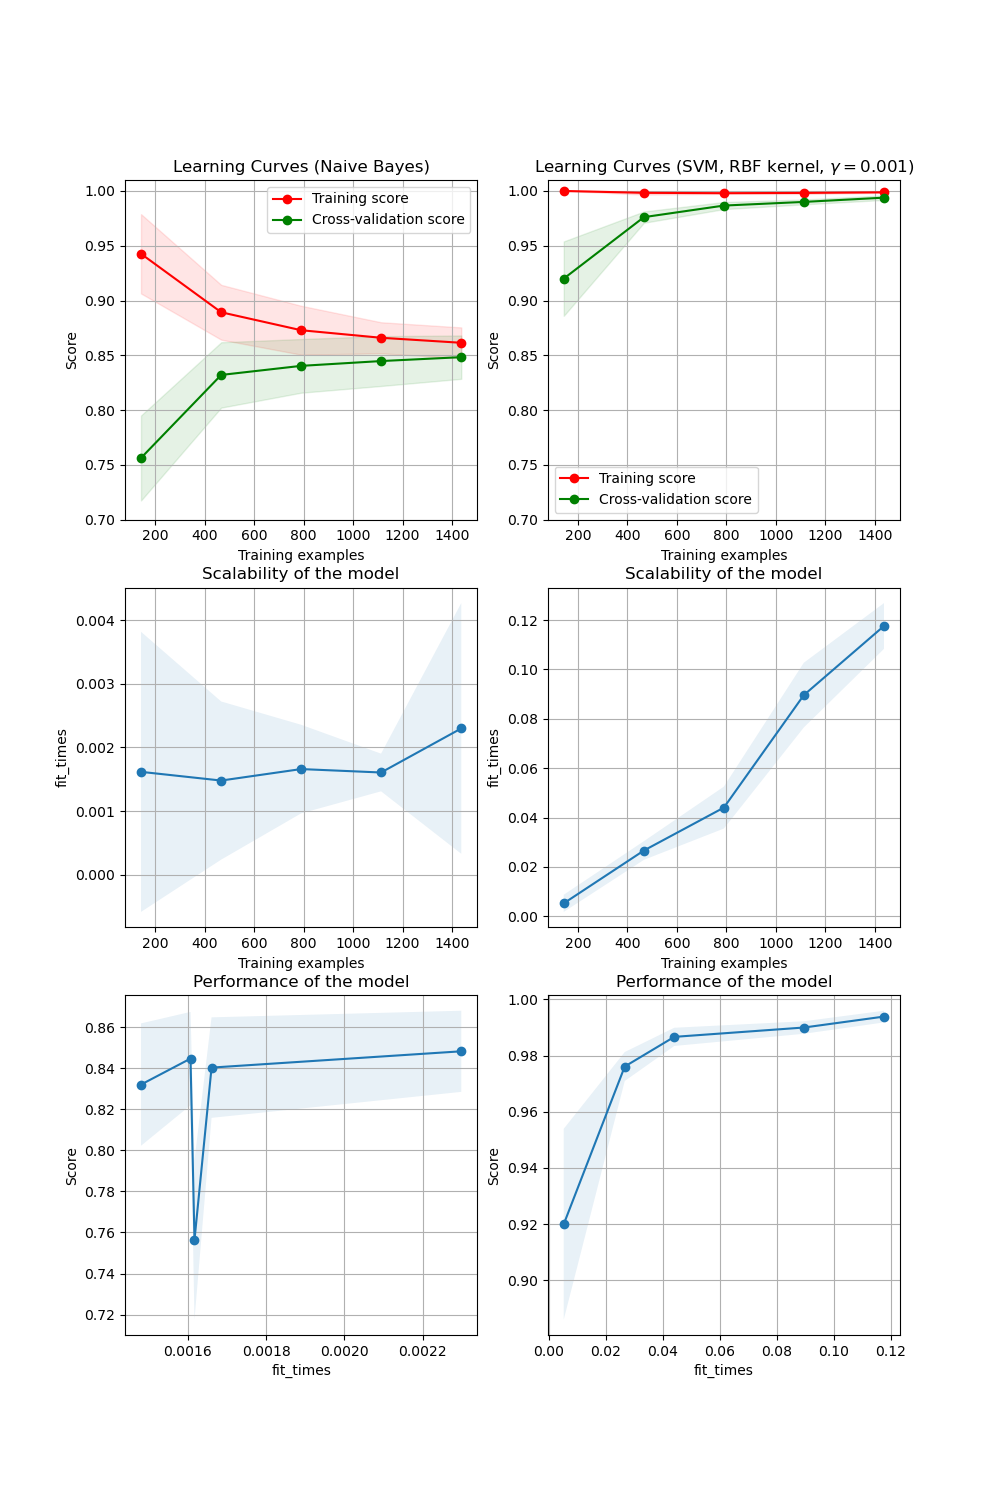 Learning Curves (Naive Bayes)
1.00
0.95
0.90
0.85
0.80
0.75
0.70
Score
Training score
Cross-validation score
200 400 600 800 1000 1200 1400
Training examples
Learning Curves (SVM, RBF kernel, γ = 0.001)
1.00
0.95
0.90
0.85
0.80
0.75
0.70
Score
Training score
Cross-validation score
200 400 600 800 1000 1200 1400
Training examples
Scalability of the model
0.004
0.003
0.002
0.001
0.000
fit_times
200 400 600 800 1000 1200 1400
Training examples
Scalability of the model
0.12
0.10
0.08
0.06
0.04
0.02
0.00
fit_times
200 400 600 800 1000 1200 1400
Training examples
Performance of the model
0.86
0.84
0.82
0.80
0.78
0.76
0.74
0.72
Score
0.0016 0.0018 0.0020 0.0022
fit_times
Performance of the model
1.00
0.98
0.96
0.94
0.92
0.90
Score
0.00 0.02 0.04 0.06 0.08 0.10 0.12
fit_times